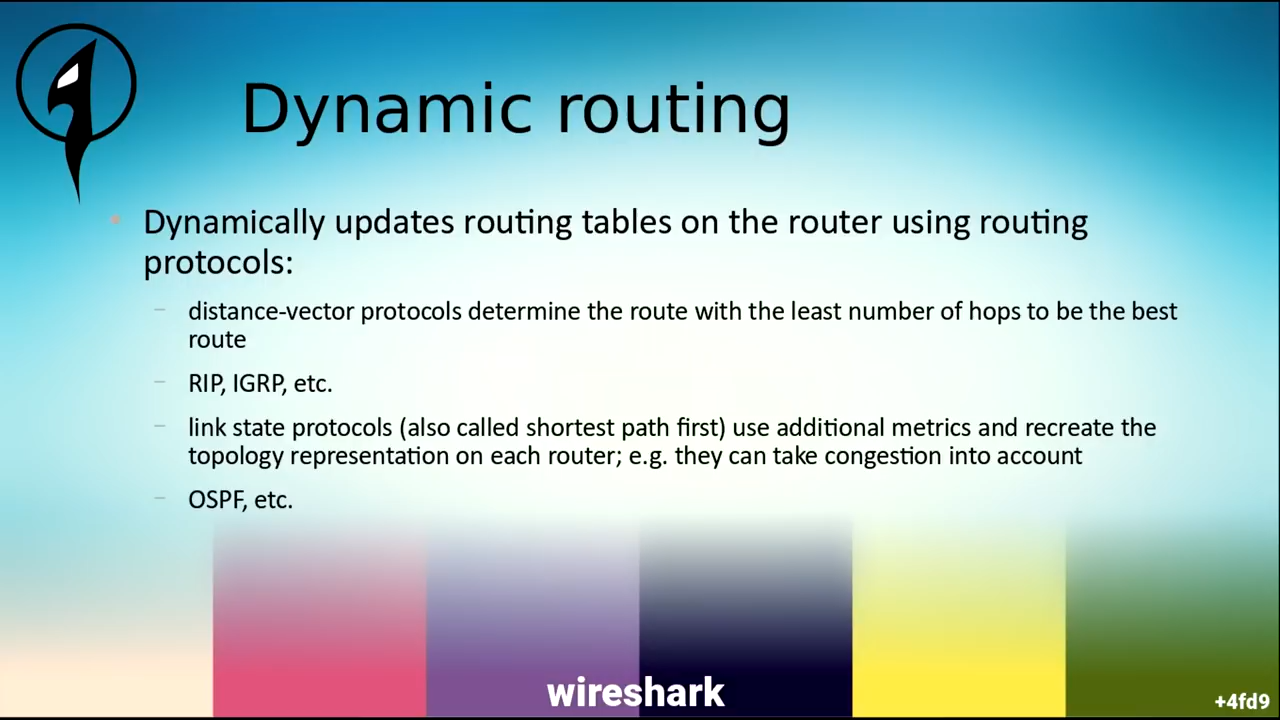 Dynamic routing
• Dynamically updates routing tables on the router using routing
protocols:
– distance-vector protocols determine the route with the least number of hops to be the best
route
– RIP, IGRP, etc.
– link state protocols (also called shortest path first) use additional metrics and recreate the
topology representation on each router; e.g. they can take congestion into account
– OSPF, etc.
wireshark
+4fd9